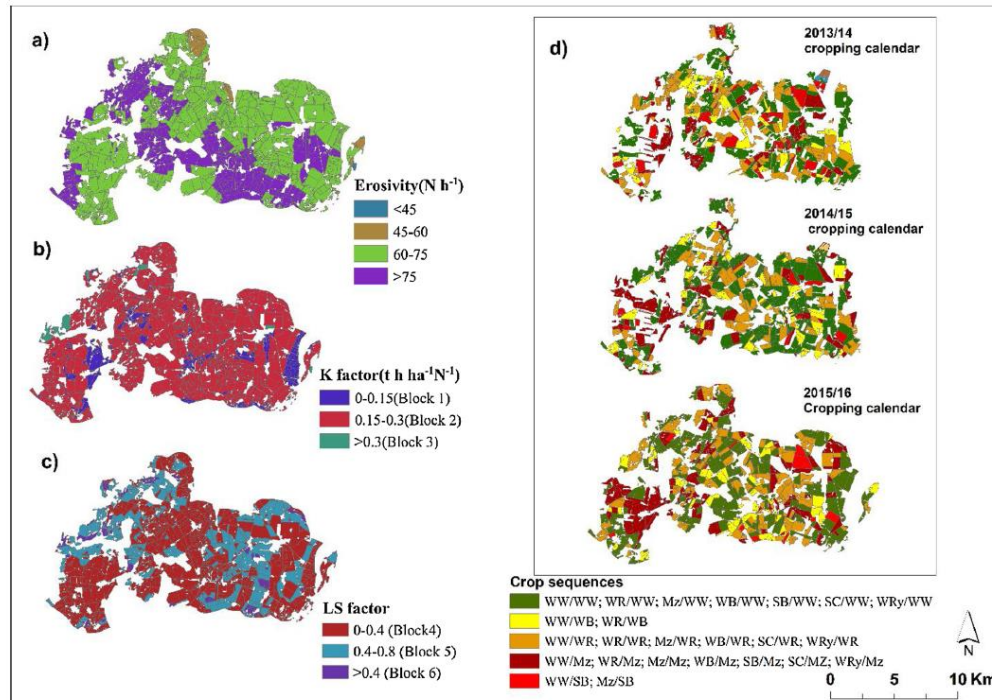 a)
Erosivity(N h-1)
<45
45-60
60-75
>75
b)
K factor(t h ha-1N-1)
0-0.15(Block 1)
0.15-0.3(Block 2)
>0.3(Block 3)
c)
LS factor
0-0.4 (Block4)
0.4-0.8 (Block 5)
>0.4 (Block 6)
d)
2013/14
cropping calendar
2014/15
cropping calendar
2015/16
Cropping calendar
Crop sequences
WW/WW; WR/WW; Mz/WW; WB/WW; SB/WW; SC/WW; WRy/WW
WW/WB; WR/WB
WW/WR; WR/WR; Mz/WR; WB/WR; SC/WR; WRy/WR
WW/Mz; WR/Mz; Mz/Mz; WB/Mz; SB/Mz; SC/MZ; WRy/Mz
WW/SB; Mz/SB
N
0 5 10 Km